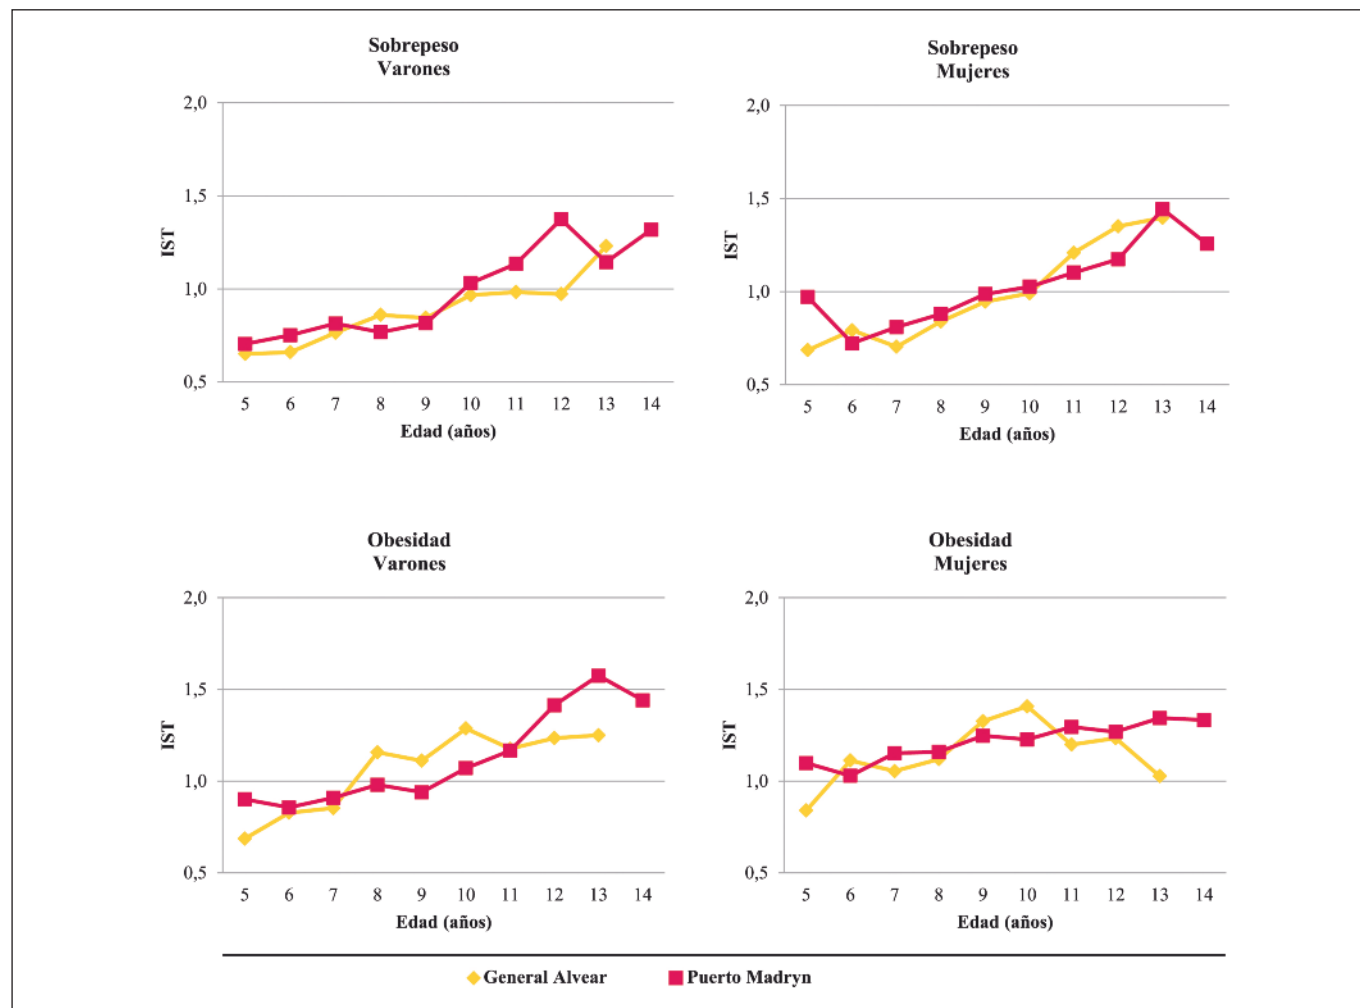 Sobrepeso
Varones
2,0
1,5
1,0
0,5
IST
5 6 7 8 9 10 11 12 13 14
Edad (años)
Sobrepeso
Mujeres
2,0
1,5
1,0
0,5
IST
5 6 7 8 9 10 11 12 13 14
Edad (años)
Obesidad
Varones
2,0
1,5
1,0
0,5
IST
5 6 7 8 9 10 11 12 13 14
Edad (años)
Obesidad
Mujeres
2,0
1,5
1,0
0,5
IST
5 6 7 8 9 10 11 12 13 14
Edad (años)
General Alvear Puerto Madryn